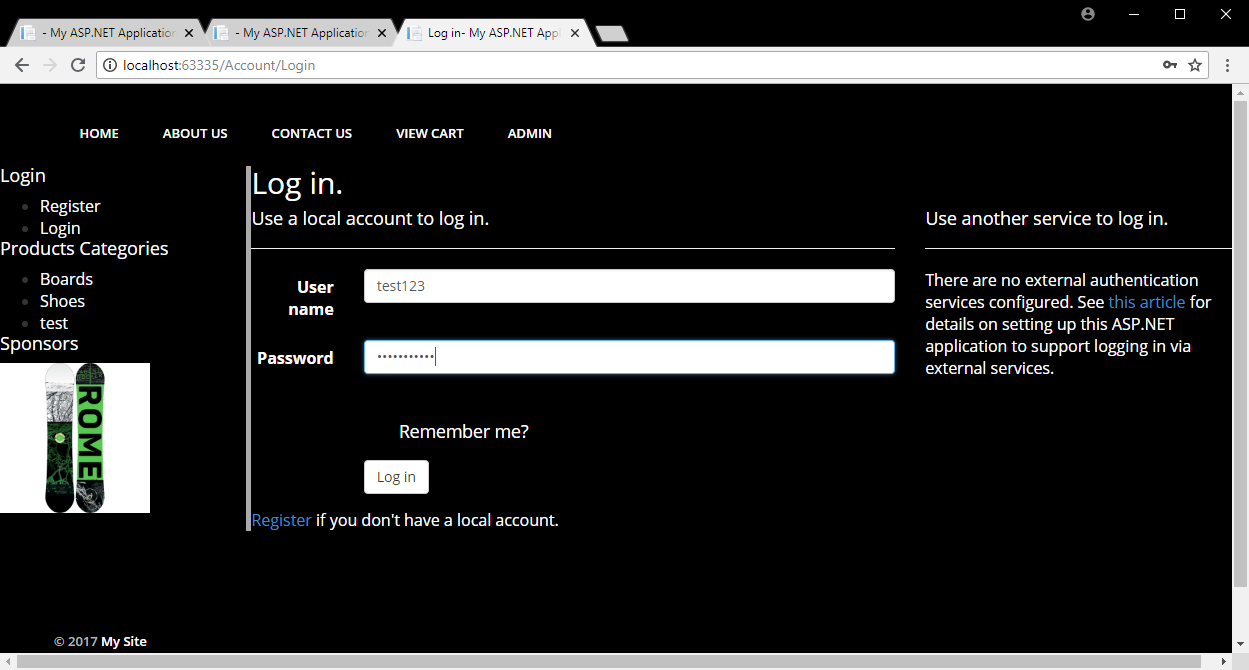 - My ASP.NET Application
- My ASP.NET Application
Log in- My ASP.NET Appl
localhost:63335/Account/Login
HOME ABOUT US CONTACT US VIEW CART ADMIN
Login
Register
Login
Products Categories
Boards
Shoes
test
Sponsors
ROME
Log in.
Use a local account to log in.
User
name
test123
Password
•••••••••••
Remember me?
Log in
Register if you don't have a local account.
Use another service to log in.
There are no external authentication
services configured. See this article for
details on setting up this ASP.NET
application to support logging in via
external services.
© 2017 My Site